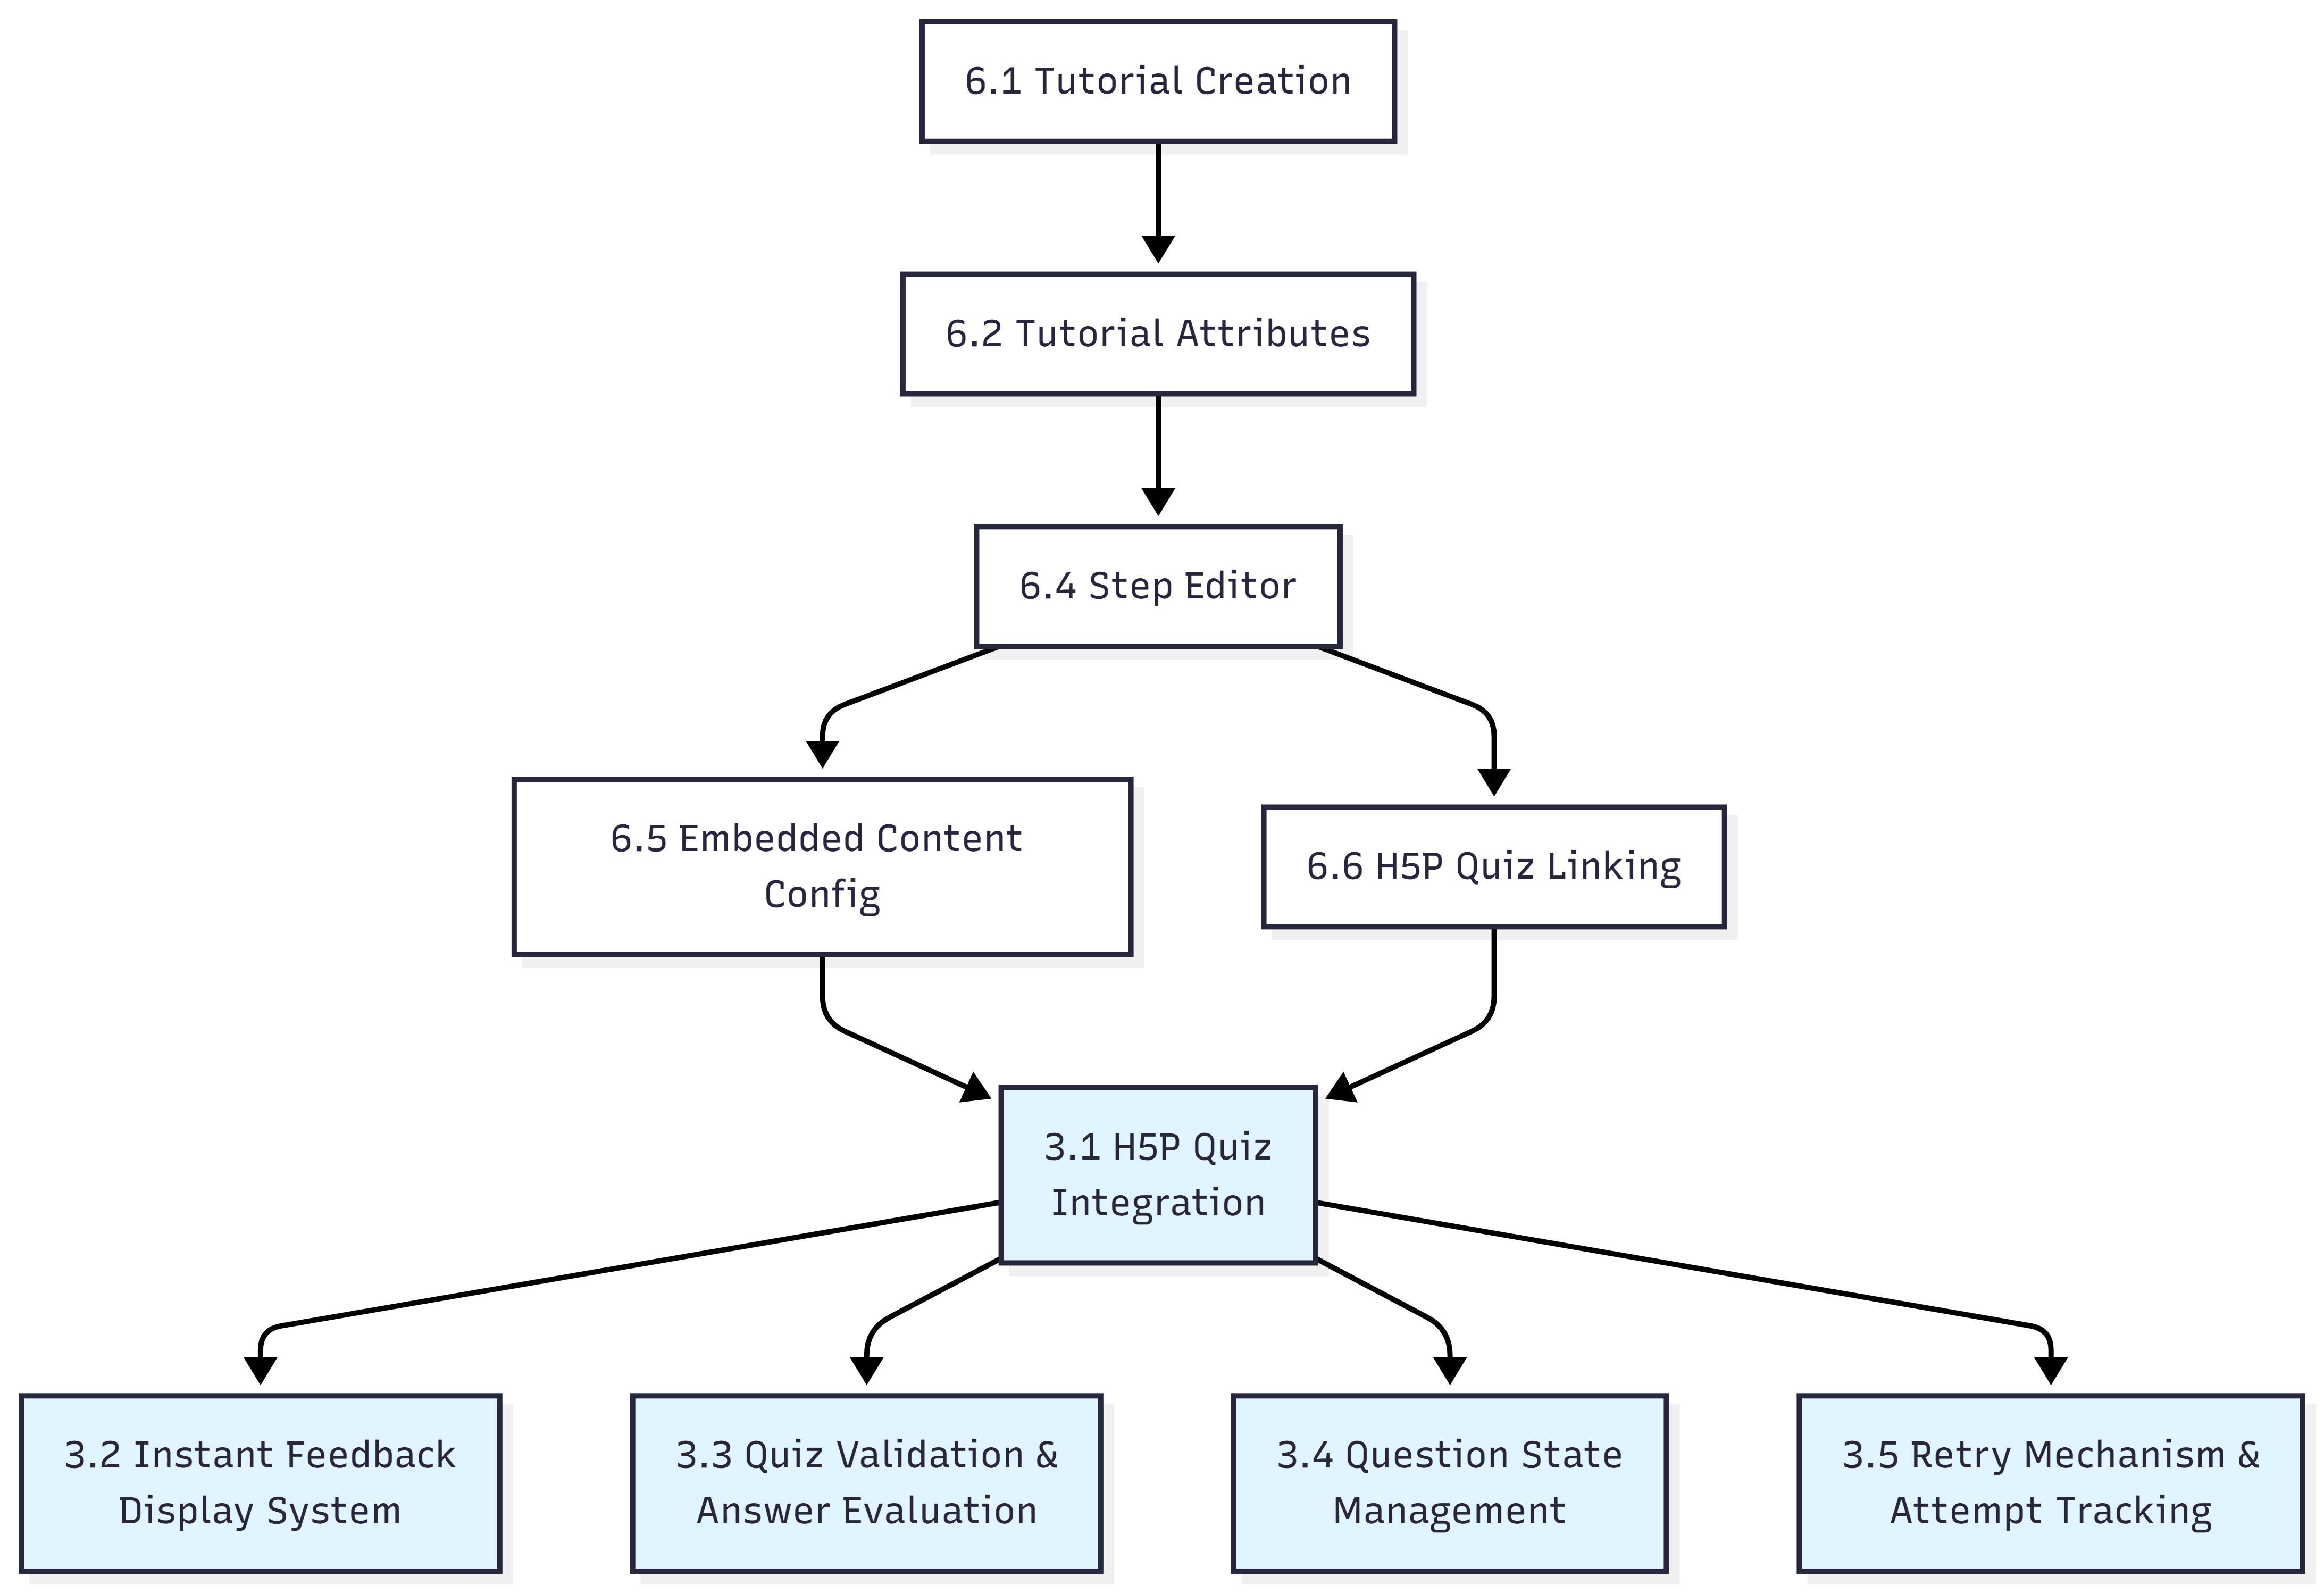 6.1 Tutorial Creation
6.2 Tutorial Attributes
6.4 Step Editor
6.5 Embedded Content
Config
6.6 H5P Quiz Linking
3.1 H5P Quiz
Integration
3.2 Instant Feedback
Display System
3.3 Quiz Validation &
Answer Evaluation
3.4 Question State
Management
3.5 Retry Mechanism &
Attempt Tracking